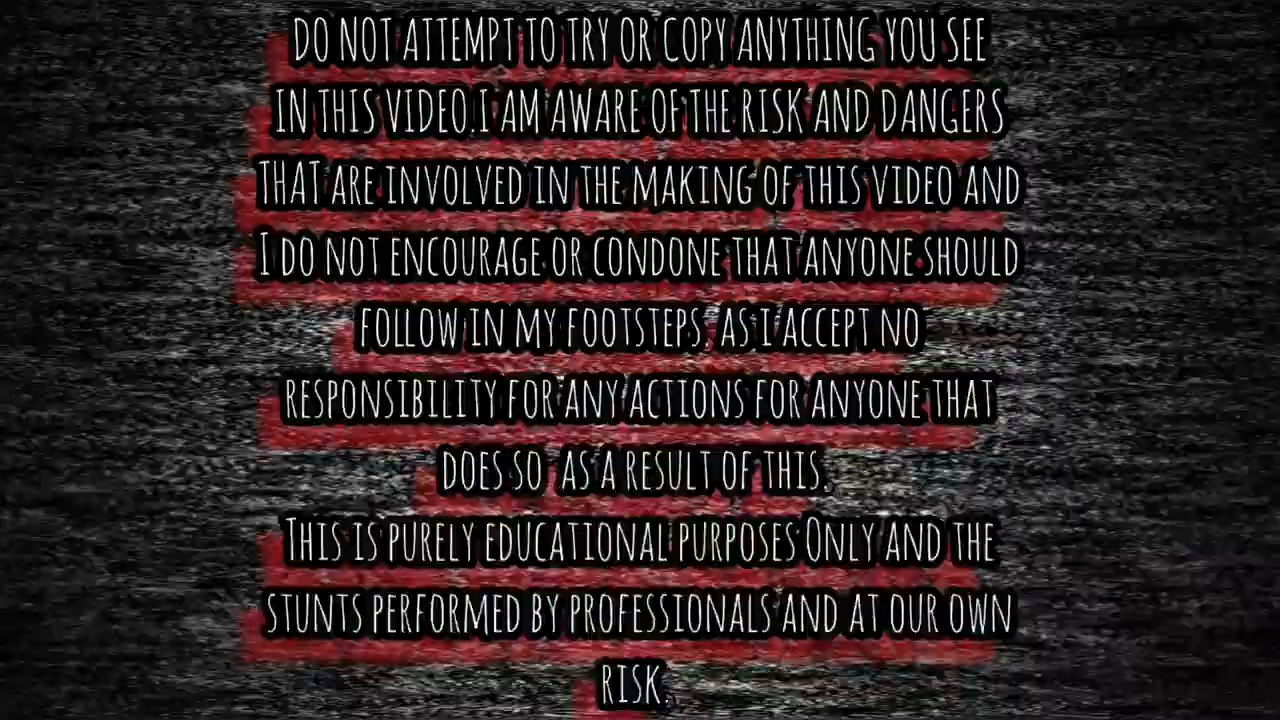 DO NOT ATTEMPT TO TRY OR COPY ANYTHING YOU SEE
IN THIS VIDEO.I AM AWARE OF THE RISK AND DANGERS
THAT ARE INVOLVED IN THE MAKING OF THIS VIDEO AND
I DO NOT ENCOURAGE OR CONDONE THAT ANYONE SHOULD
FOLLOW IN MY FOOTSTEPS, AS I ACCEPT NO
RESPONSIBILITY FOR ANY ACTIONS FOR ANYONE THAT
DOES SO AS A RESULT OF THIS.
THIS IS PURELY EDUCATIONAL PURPOSES ONLY AND THE
STUNTS PERFORMED BY PROFESSIONALS AND AT OUR OWN
RISK.